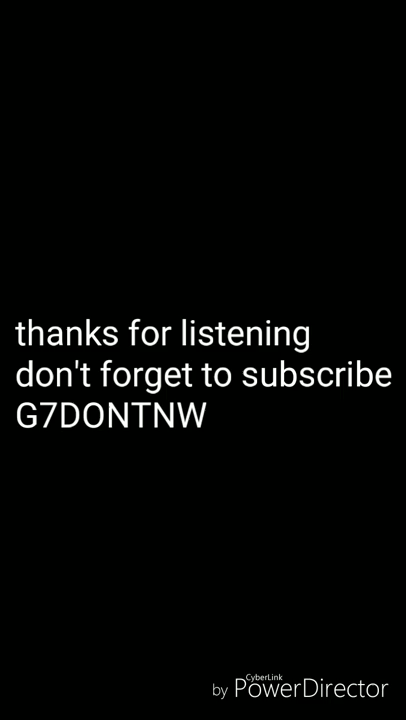 thanks for listening
don't forget to subscribe
G7DONTNW
CyberLink
by PowerDirector